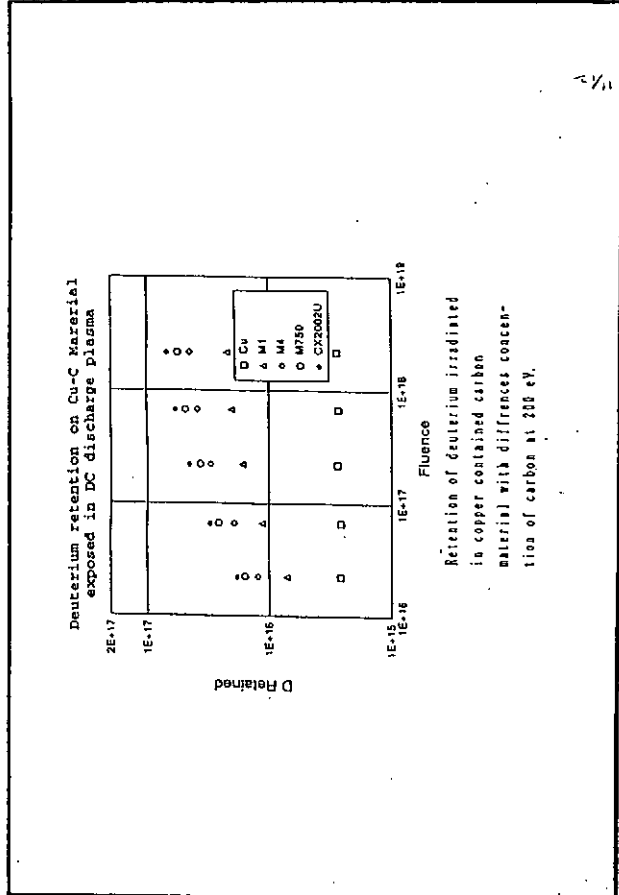 Deuterium retention on Cu-C Marerial
exposed in DC discharge plasma
2E+17
1E+17
1E+16
1E+15
D Retained
Cu
M1
M4
M750
CX2002U
1E+16
1E+17
1E+18
1E+19
Fluence
Retention of deuterium irradiated
in copper contained carbon
material with diffrences concen-
tion of carbon at 200 eV.